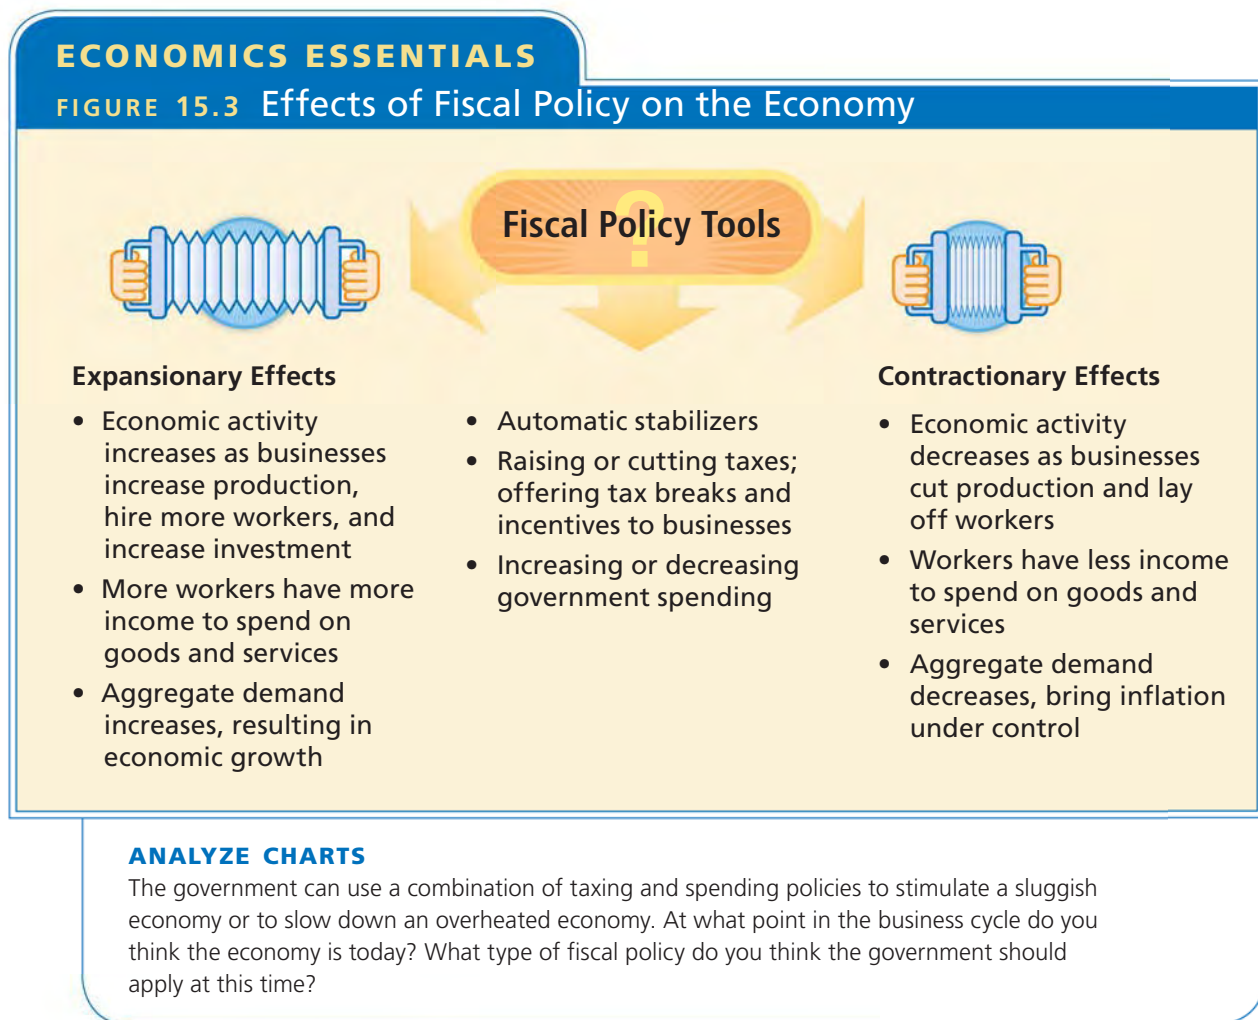 ECONOMICS ESSENTIALS
FIGURE 15.3 Effects of Fiscal Policy on the Economy
?
Fiscal Policy Tools
Expansionary Effects
• Economic activity
increases as businesses
increase production,
hire more workers, and
increase investment
• More workers have more
income to spend on
goods and services
• Aggregate demand
increases, resulting in
economic growth
• Automatic stabilizers
• Raising or cutting taxes;
offering tax breaks and
incentives to businesses
• Increasing or decreasing
government spending
Contractionary Effects
• Economic activity
decreases as businesses
cut production and lay
off workers
• Workers have less income
to spend on goods and
services
• Aggregate demand
decreases, bring inflation
under control
ANALYZE CHARTS
The government can use a combination of taxing and spending policies to stimulate a sluggish
economy or to slow down an overheated economy. At what point in the business cycle do you
think the economy is today? What type of fiscal policy do you think the government should
apply at this time?